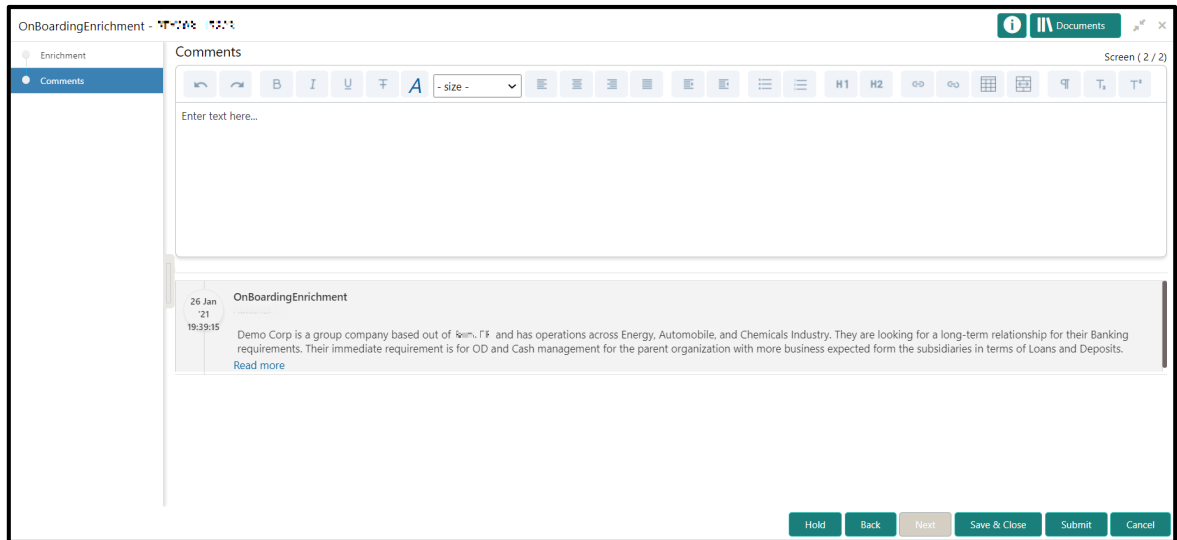 OnBoardingEnrichment -
i Documents
Enrichment
Comments
Comments
Screen ( 2 / 2)
B I U T A - size - H1 H2 ¶ Ts Ts
Enter text here...
26 Jan
'21
19:39:15
OnBoardingEnrichment
Demo Corp is a group company based out of and has operations across Energy, Automobile, and Chemicals Industry. They are looking for a long-term relationship for their Banking
requirements. Their immediate requirement is for OD and Cash management for the parent organization with more business expected form the subsidiaries in terms of Loans and Deposits.
Read more
Hold Back Next Save & Close Submit Cancel